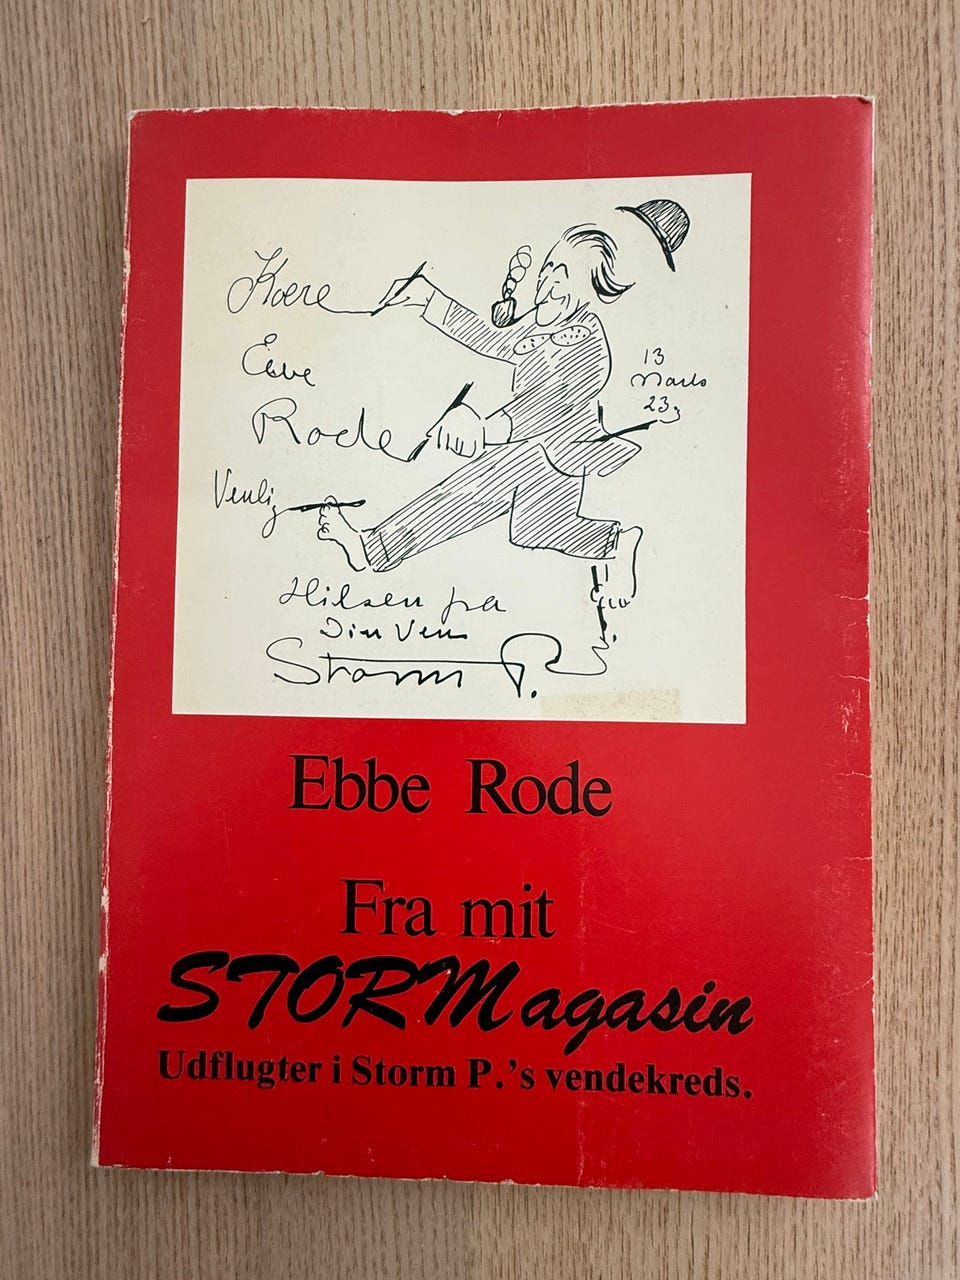 Kære
Ebbe
Rode
Venlig
Hilsen fra
Din Ven
Storm P.
13
Marts
23
Ebbe Rode
Fra mit
STORMagasin
Udflugter i Storm P.'s vendekreds.